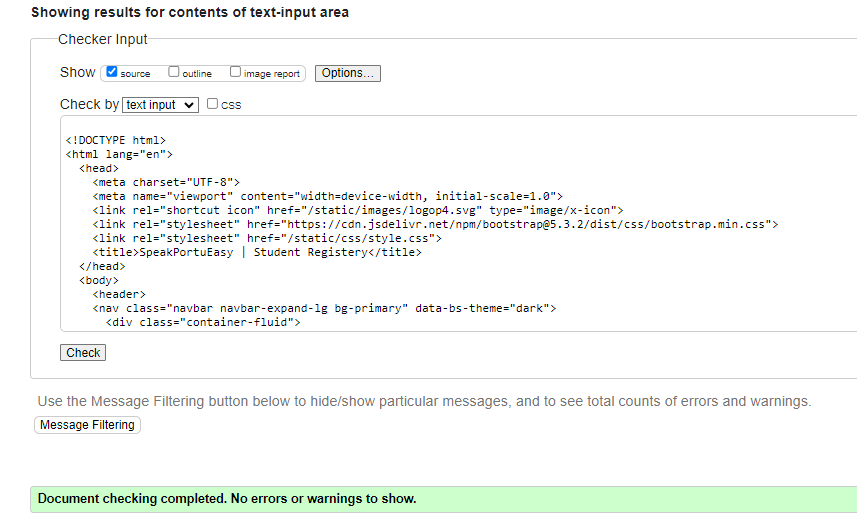 Showing results for contents of text-input area
Checker Input
Show source outline image report Options...
Check by text input css
<!DOCTYPE html>
<html lang="en">
<head>
<meta charset="UTF-8">
<meta name="viewport" content="width=device-width, initial-scale=1.0">
<link rel="shortcut icon" href="/static/images/logop4.svg" type="image/x-icon">
<link rel="stylesheet" href="https://cdn.jsdelivr.net/npm/bootstrap@5.3.2/dist/css/bootstrap.min.css">
<link rel="stylesheet" href="/static/css/style.css">
<title>SpeakPortuEasy | Student Registery</title>
</head>
<body>
<header>
<nav class="navbar navbar-expand-lg bg-primary" data-bs-theme="dark">
<div class="container-fluid">
Check
Use the Message Filtering button below to hide/show particular messages, and to see total counts of errors and warnings.
Message Filtering
Document checking completed. No errors or warnings to show.